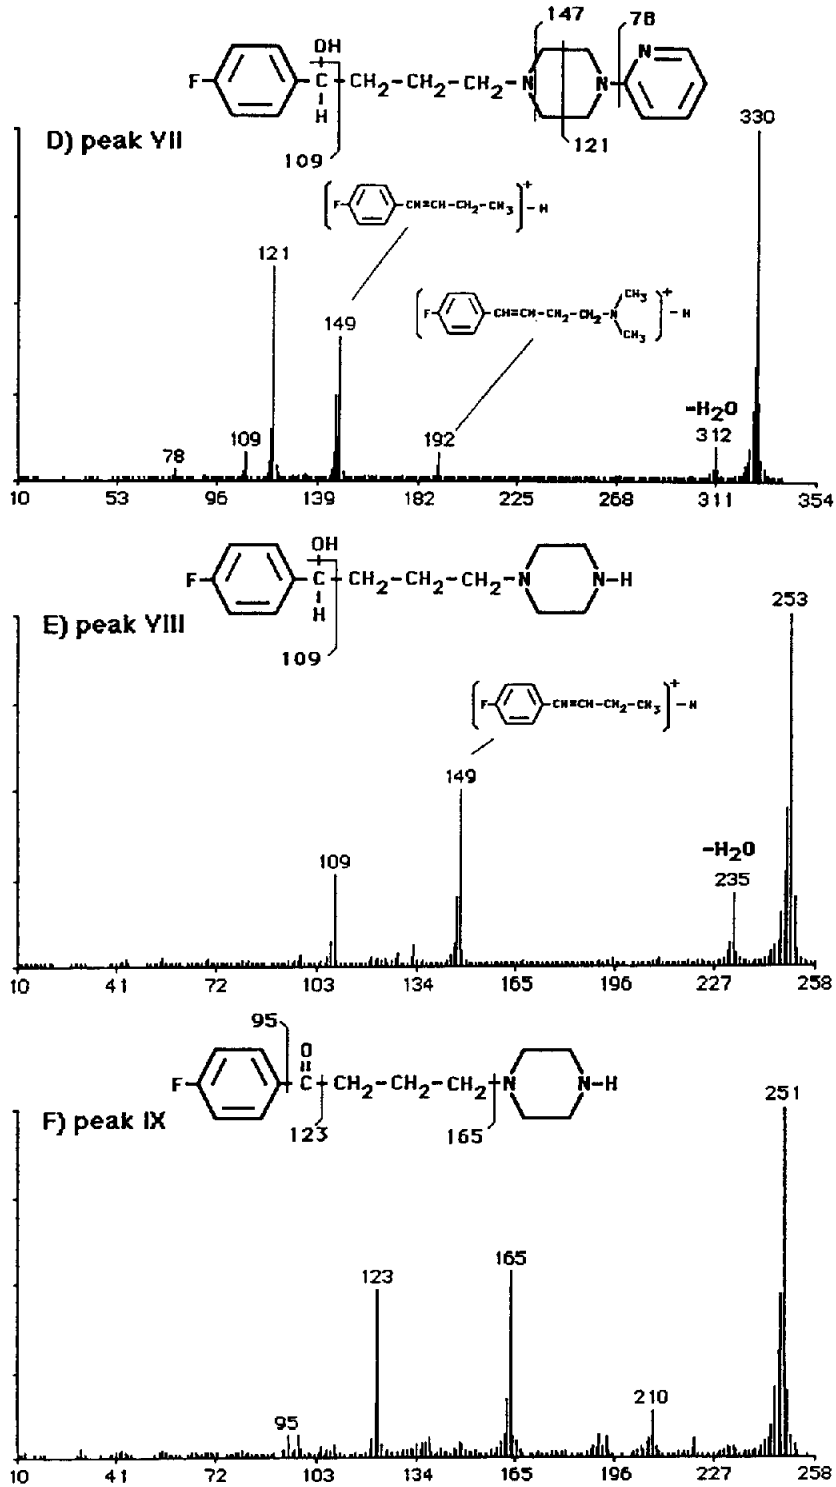 147 78
OH
F C-CH2-CH2-CH2-N N N
H
D) peak VII
109
121
330
[F CH=CH-CH2-CH3]+-H
121
[F CH=CH-CH2-CH2-N CH3 CH3]+-H
149
-H2O
78 109 192 312
10 53 96 139 182 225 268 311 354
OH
F C-CH2-CH2-CH2-N N-H
H
253
E) peak VIII
109
[F CH=CH-CH2-CH3]+-H
149
109
-H2O
235
10 41 72 103 134 165 196 227 258
95
O
F C CH2-CH2-CH2 N N-H
251
F) peak IX
123 165
165
123
210
95
10 41 72 103 134 165 196 227 258